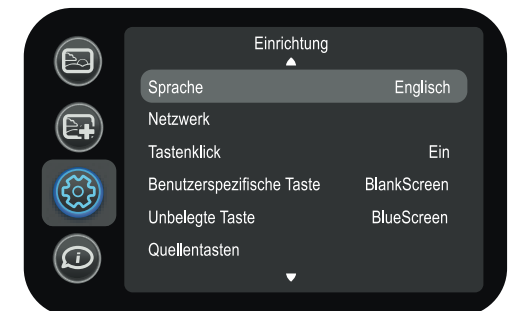 Einrichtung
Sprache Englisch
Netzwerk
Tastenklick Ein
Benutzerspezifische Taste BlankScreen
Unbelegte Taste BlueScreen
Quellentasten